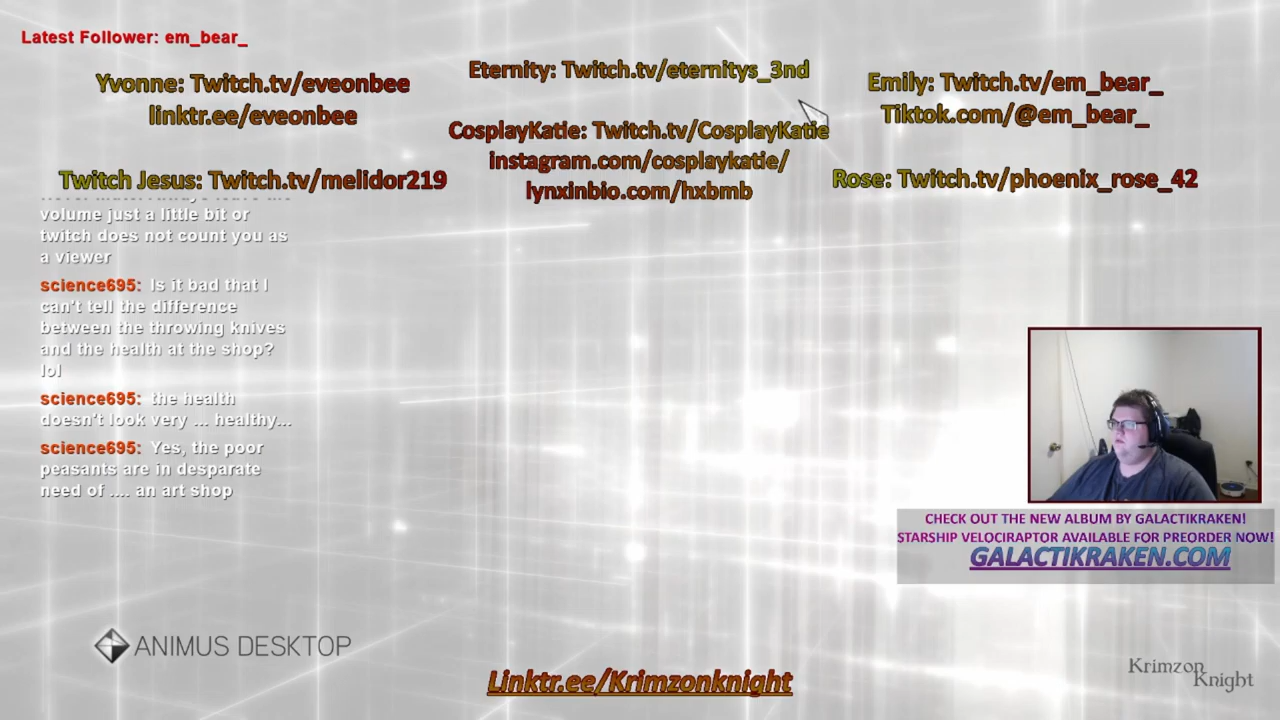 Latest Follower: em_bear_
Yvonne: Twitch.tv/eveonbee
linktr.ee/eveonbee
Eternity: Twitch.tv/eternitys_3nd
Emily: Twitch.tv/em_bear_
Tiktok.com/@em_bear_
CosplayKatie: Twitch.tv/CosplayKatie
instagram.com/cosplaykatie/
lynxinbio.com/hxbmb
Twitch Jesus: Twitch.tv/melidor219
Rose: Twitch.tv/phoenix_rose_42
volume just a little bit or
twitch does not count you as
a viewer
science695: Is it bad that I
can't tell the difference
between the throwing knives
and the health at the shop?
lol
science695: the health
doesn't look very ... healthy...
science695: Yes, the poor
peasants are in desparate
need of .... an art shop
CHECK OUT THE NEW ALBUM BY GALACTIKRAKEN!
STARSHIP VELOCIRAPTOR AVAILABLE FOR PREORDER NOW!
GALACTIKRAKEN.COM
ANIMUS DESKTOP
Linktr.ee/Krimzonknight
Krimzon
Knight